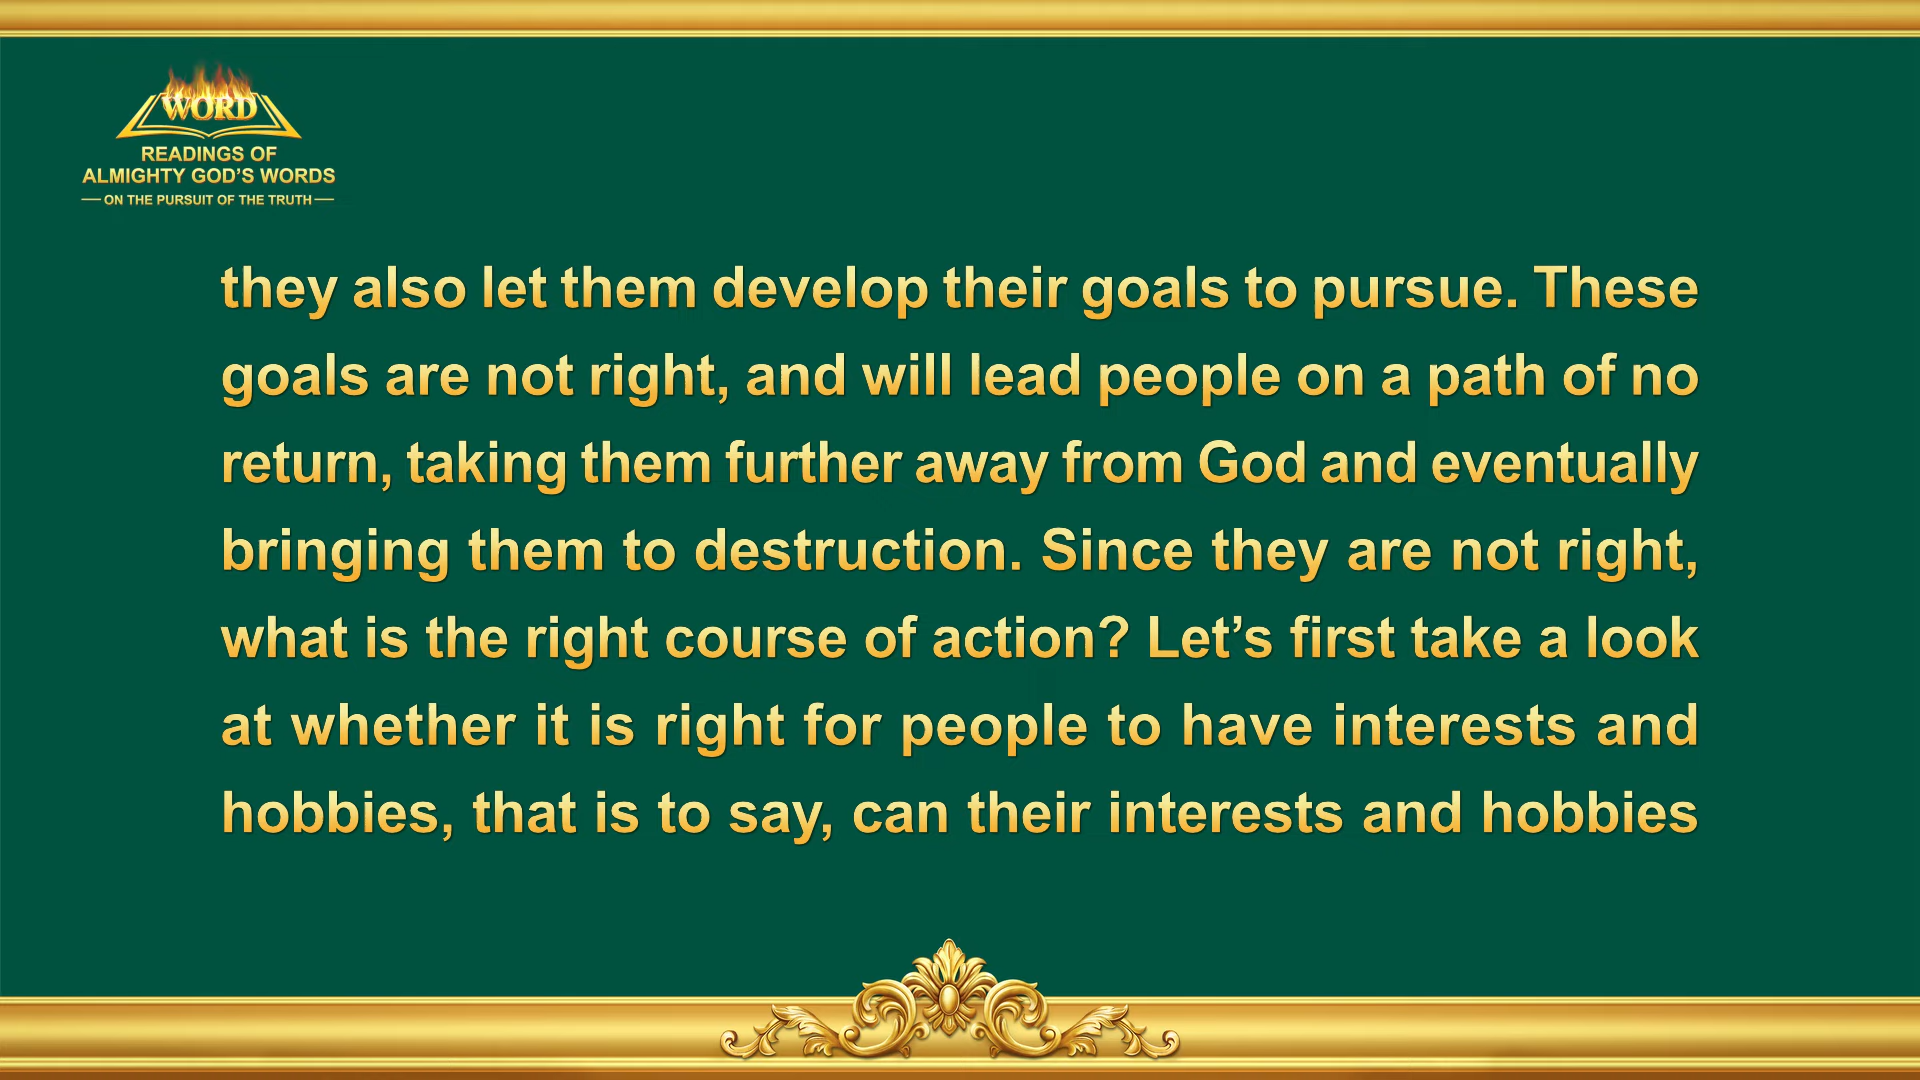 WORD
READINGS OF
ALMIGHTY GOD’S WORDS
— ON THE PURSUIT OF THE TRUTH —
they also let them develop their goals to pursue. These
goals are not right, and will lead people on a path of no
return, taking them further away from God and eventually
bringing them to destruction. Since they are not right,
what is the right course of action? Let’s first take a look
at whether it is right for people to have interests and
hobbies, that is to say, can their interests and hobbies